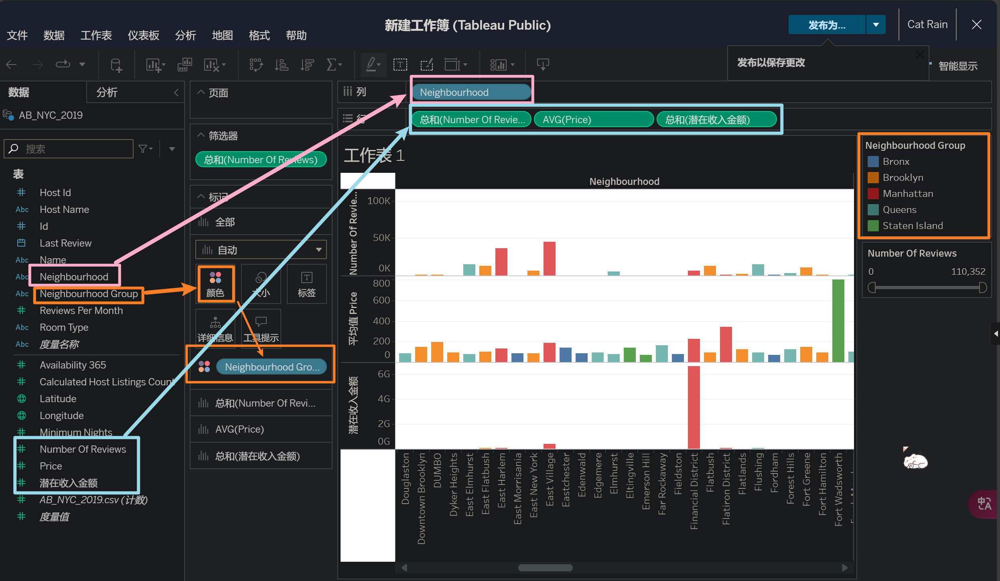 新建工作簿 (Tableau Public)
发布为...
Cat Rain
文件 数据 工作表 仪表板 分析 地图 格式 帮助
发布以保存更改
智能显示
数据 分析
AB_NYC_2019
搜索
表
Host Id
Abc Host Name
Id
Last Review
Abc Name
Abc Neighbourhood
Abc Neighbourhood Group
Reviews Per Month
Abc Room Type
Abc 度量名称
Availability 365
Calculated Host Listings Count
Latitude
Longitude
Minimum Nights
Number Of Reviews
Price
潜在收入金额
AB_NYC_2019.csv (计数)
度量值
页面
筛选器
总和(Number Of Reviews)
标记
全部
自动
颜色 大小 标签
详细信息 工具提示
Neighbourhood Gro...
总和(Number Of Revi...
AVG(Price)
总和(潜在收入金额)
列 Neighbourhood
行 总和(Number Of Revie... AVG(Price) 总和(潜在收入金额)
工作表 1
Neighbourhood
Number Of Revie...
100K
50K
0K
平均值 Price
800
600
400
200
0
潜在收入金额
6G
4G
2G
0G
Douglaston
Downtown Brooklyn
DUMBO
Dyker Heights
East Elmhurst
East Flatbush
East Harlem
East Morrisania
East New York
East Village
Eastchester
Edenwald
Edgemere
Elmhurst
Eltingville
Emerson Hill
Far Rockaway
Fieldston
Financial District
Flatbush
Flatiron District
Flatlands
Flushing
Fordham
Forest Hills
Fort Greene
Fort Hamilton
Fort Wadsworth
Neighbourhood Group
Bronx
Brooklyn
Manhattan
Queens
Staten Island
Number Of Reviews
0 110,352